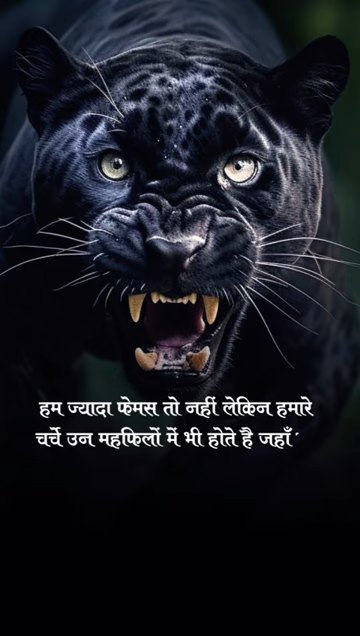 हम ज्यादा फेमस तो नहीं लेकिन हमारे
चर्चे उन महफिलों में भी होते है जहाँ